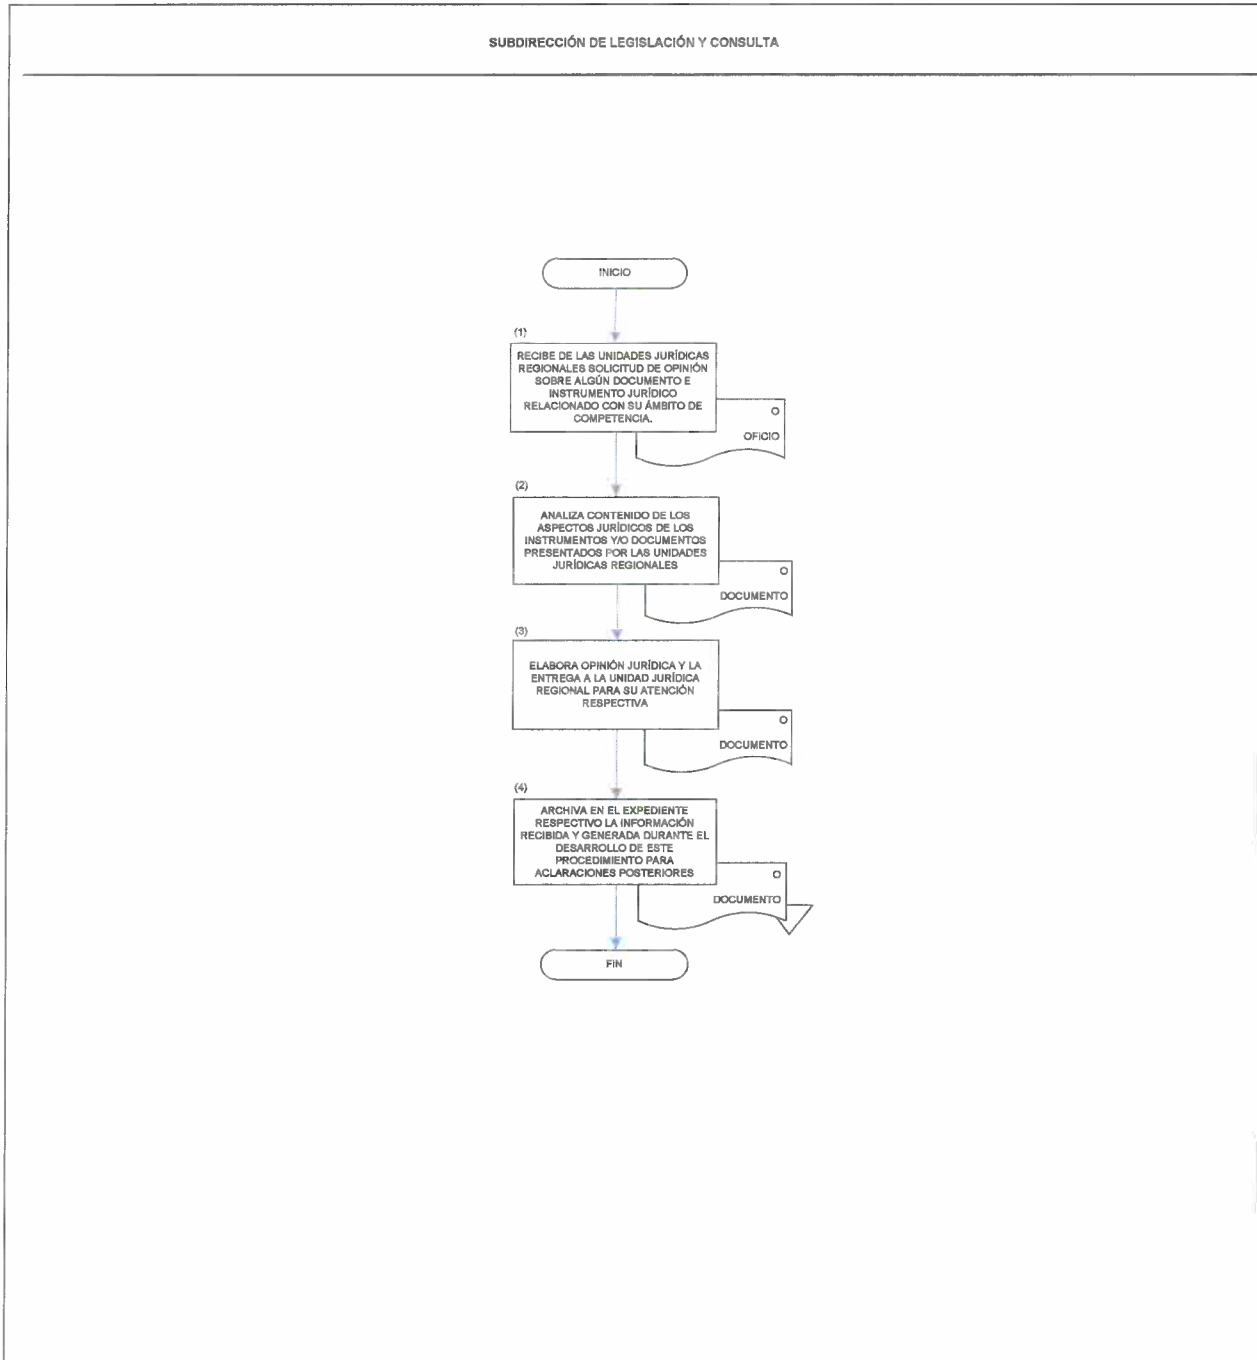 SUBDIRECCIÓN DE LEGISLACIÓN Y CONSULTA
INICIO
(1)
RECIBE DE LAS UNIDADES JURÍDICAS
REGIONALES SOLICITUD DE OPINIÓN
SOBRE ALGÚN DOCUMENTO E
INSTRUMENTO JURÍDICO
RELACIONADO CON SU ÁMBITO DE
COMPETENCIA.
O
OFICIO
(2)
ANALIZA CONTENIDO DE LOS
ASPECTOS JURÍDICOS DE LOS
INSTRUMENTOS Y/O DOCUMENTOS
PRESENTADOS POR LAS UNIDADES
JURÍDICAS REGIONALES
O
DOCUMENTO
(3)
ELABORA OPINIÓN JURÍDICA Y LA
ENTREGA A LA UNIDAD JURÍDICA
REGIONAL PARA SU ATENCIÓN
RESPECTIVA
O
DOCUMENTO
(4)
ARCHIVA EN EL EXPEDIENTE
RESPECTIVO LA INFORMACIÓN
RECIBIDA Y GENERADA DURANTE EL
DESARROLLO DE ESTE
PROCEDIMIENTO PARA
ACLARACIONES POSTERIORES
O
DOCUMENTO
FIN